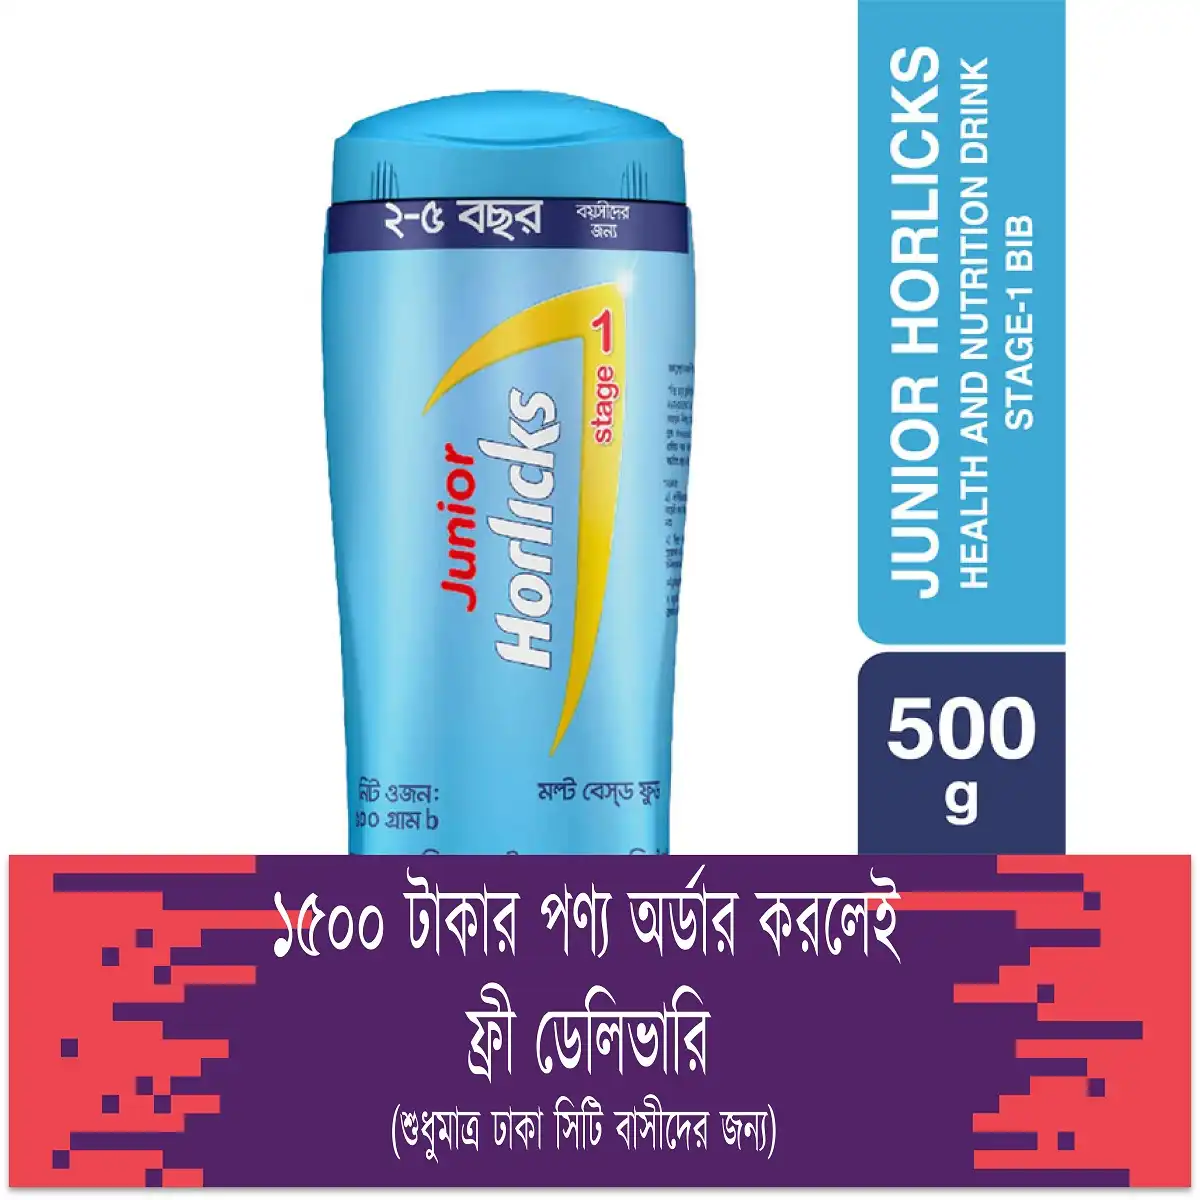 ২-৫ বছর
বয়সীদের
জন্য
stage 1
Junior
Horlicks
নিট ওজন:
গ্রাম b
মল্ট বেস্‌ড
JUNIOR HORLICKS
HEALTH AND NUTRITION DRINK
STAGE-1 BIB
500
g
১৫০০ টাকার পণ্য অর্ডার করলেই
ফ্রী ডেলিভারি
(শুধুমাত্র ঢাকা সিটি বাসীদের জন্য)